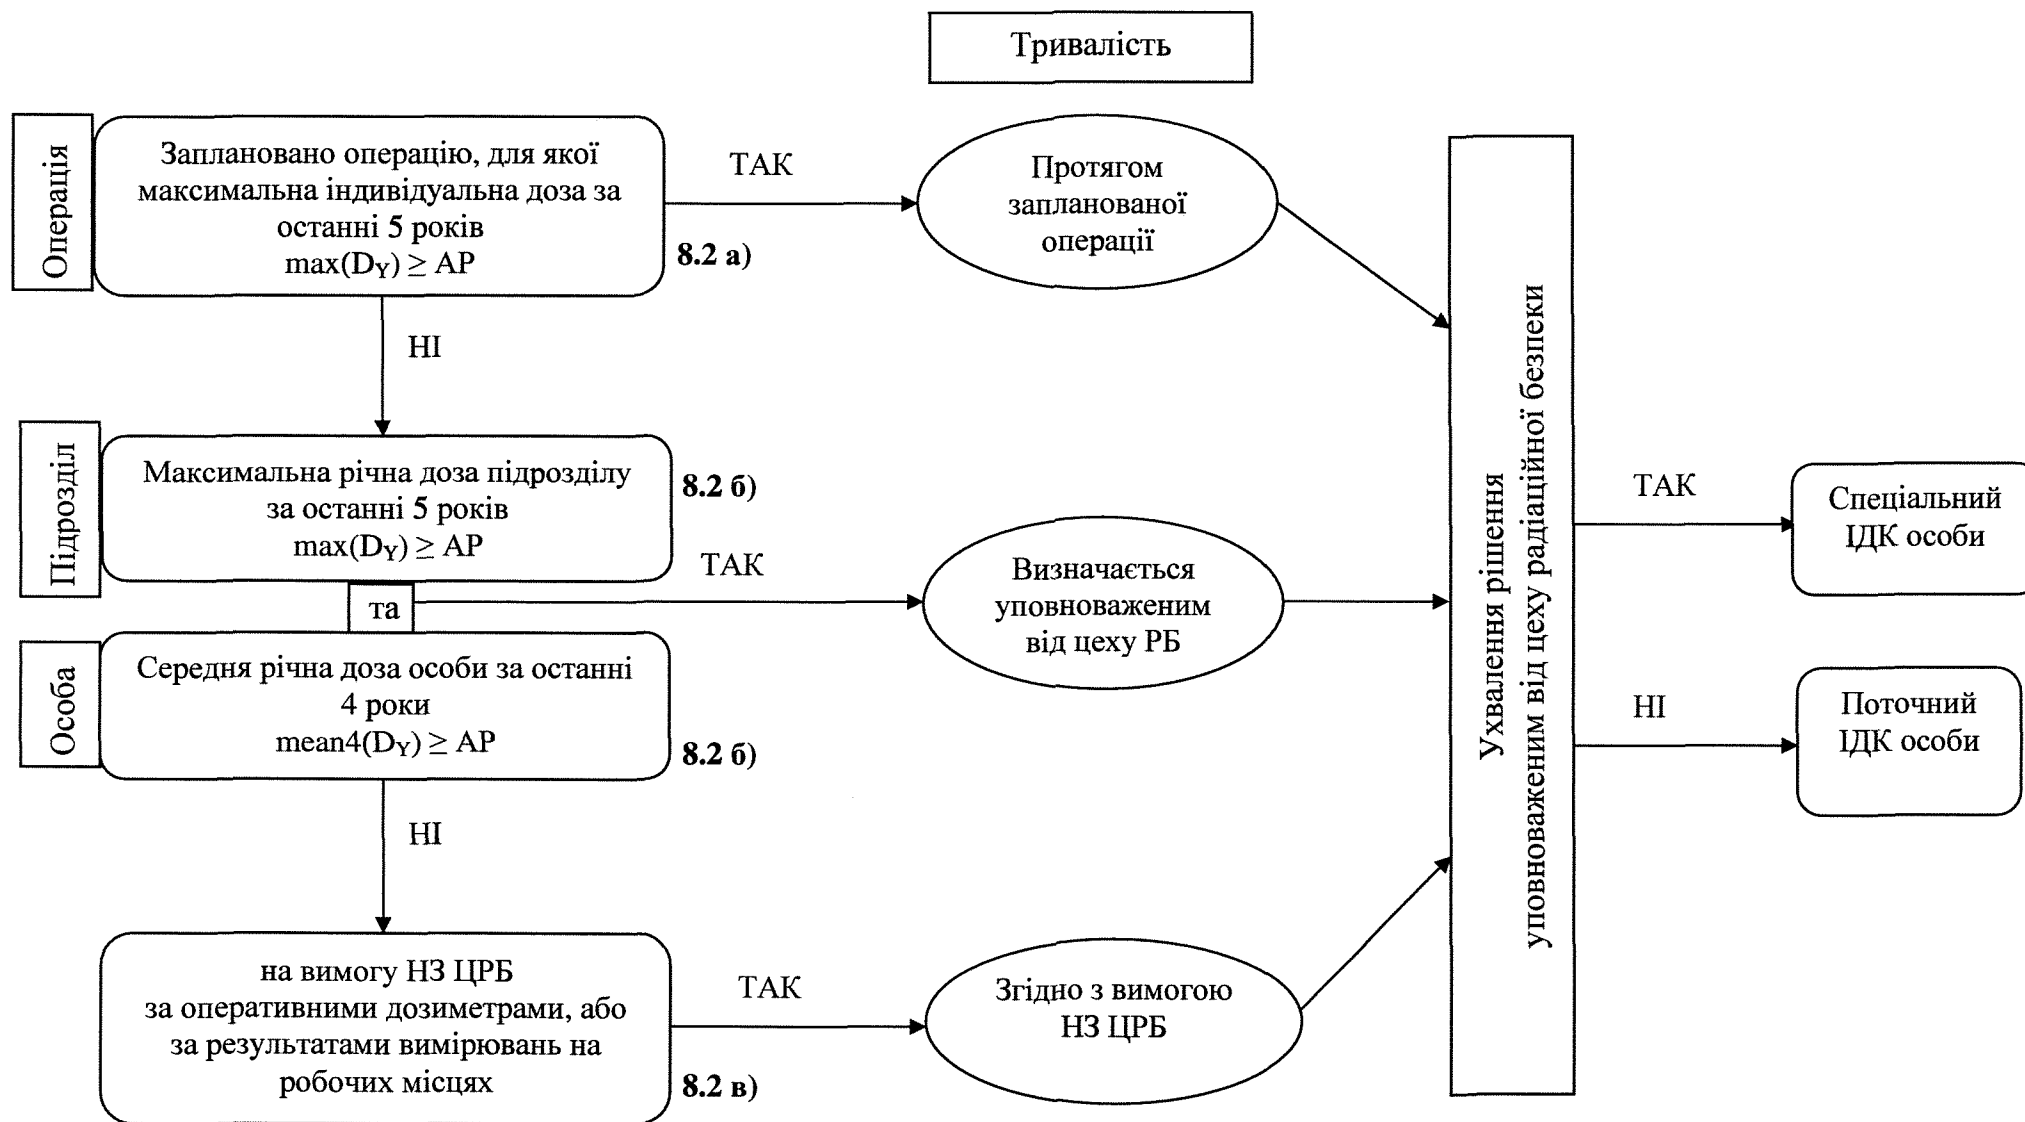 Тривалість
Операція
Заплановано операцію, для якої
максимальна індивідуальна доза за
останні 5 років
max(DY) ≥ АР
8.2 а)
ТАК
Протягом
запланованої
операції
НІ
Підрозділ
Максимальна річна доза підрозділу
за останні 5 років
max(DY) ≥ АР
8.2 б)
та
ТАК
Визначається
уповноваженим
від цеху РБ
Особа
Середня річна доза особи за останні
4 роки
mean4(DY) ≥ АР
8.2 б)
НІ
на вимогу НЗ ЦРБ
за оперативними дозиметрами, або
за результатами вимірювань на
робочих місцях
8.2 в)
ТАК
Згідно з вимогою
НЗ ЦРБ
Ухвалення рішення
уповноваженим від цеху радіаційної безпеки
ТАК
Спеціальний
ІДК особи
НІ
Поточний
ІДК особи